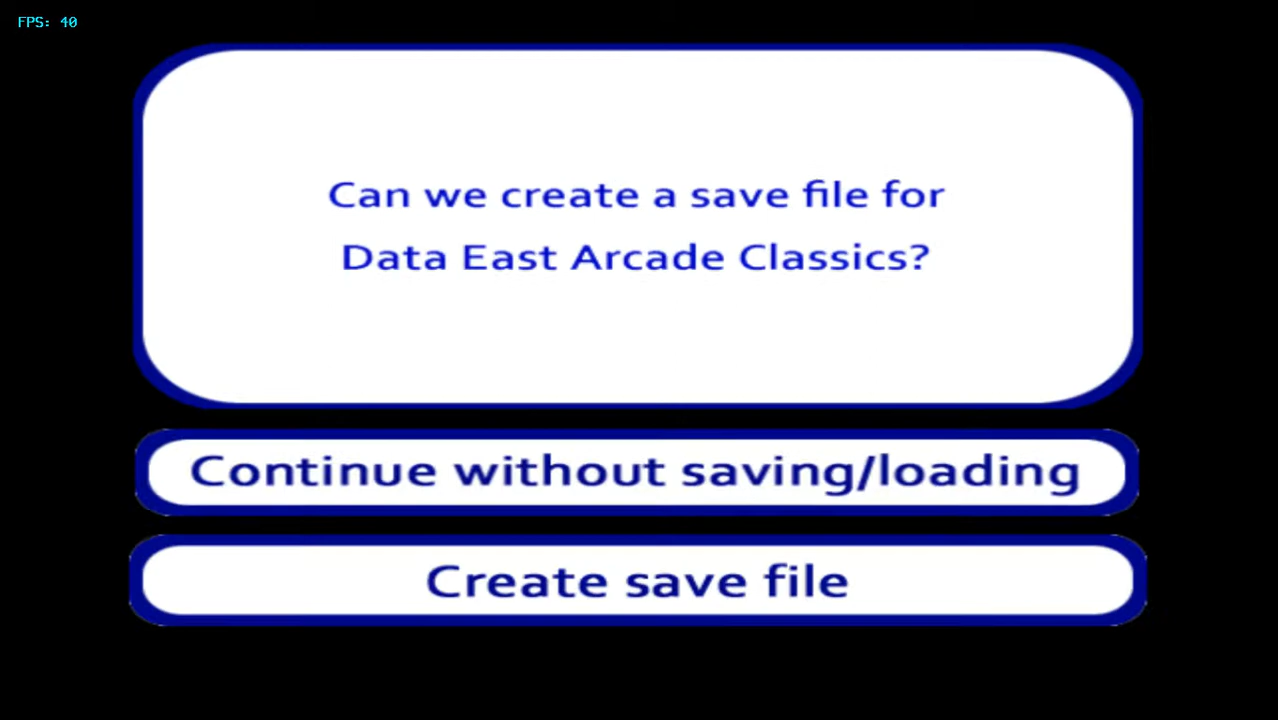 FPS: 40
Can we create a save file for
Data East Arcade Classics?
Continue without saving/loading
Create save file